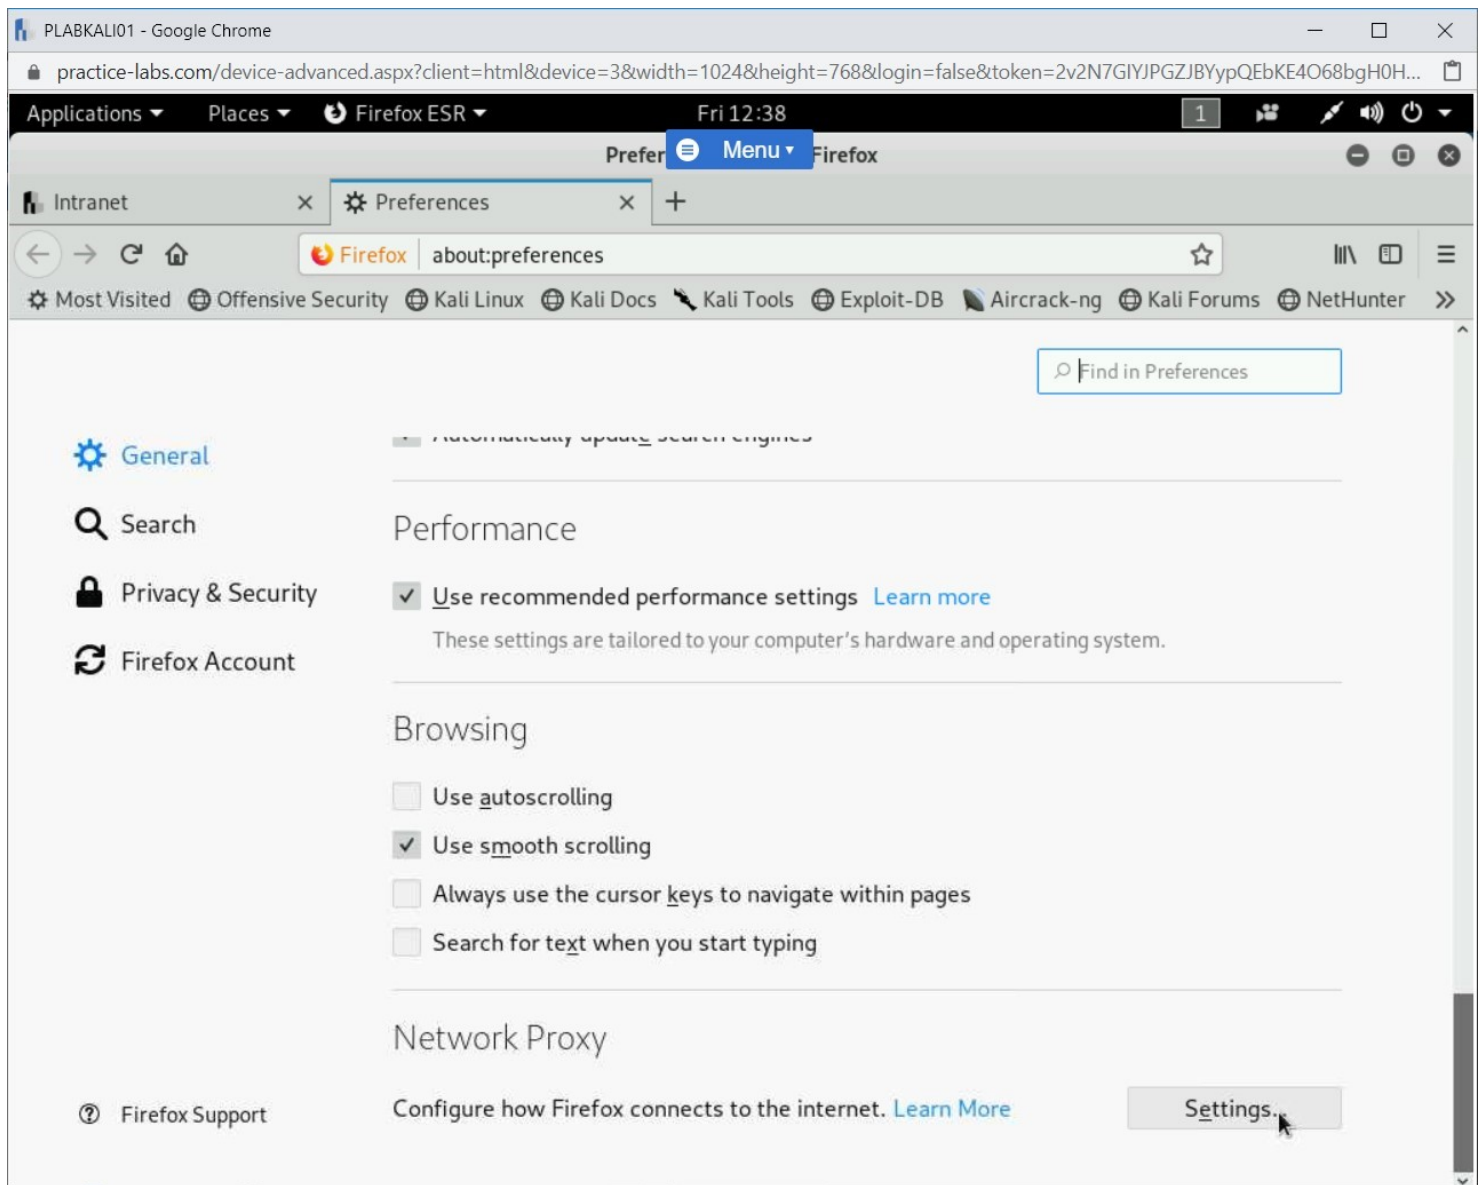 PLABKALI01 - Google Chrome
practice-labs.com/device-advanced.aspx?client=html&device=3&width=1024&height=768&login=false&token=2v2N7GIYJPGZJBYypQEbKE4O68bgH0H...
Applications Places Firefox ESR Fri 12:38 1
Prefer Menu Firefox
Intranet Preferences
Firefox about:preferences
Most Visited Offensive Security Kali Linux Kali Docs Kali Tools Exploit-DB Aircrack-ng Kali Forums NetHunter
Find in Preferences
Automatically update search engines
General
Search
Privacy & Security
Firefox Account
Performance
Use recommended performance settings Learn more
These settings are tailored to your computer's hardware and operating system.
Browsing
Use autoscrolling
Use smooth scrolling
Always use the cursor keys to navigate within pages
Search for text when you start typing
Network Proxy
Configure how Firefox connects to the internet. Learn More Settings..
Firefox Support